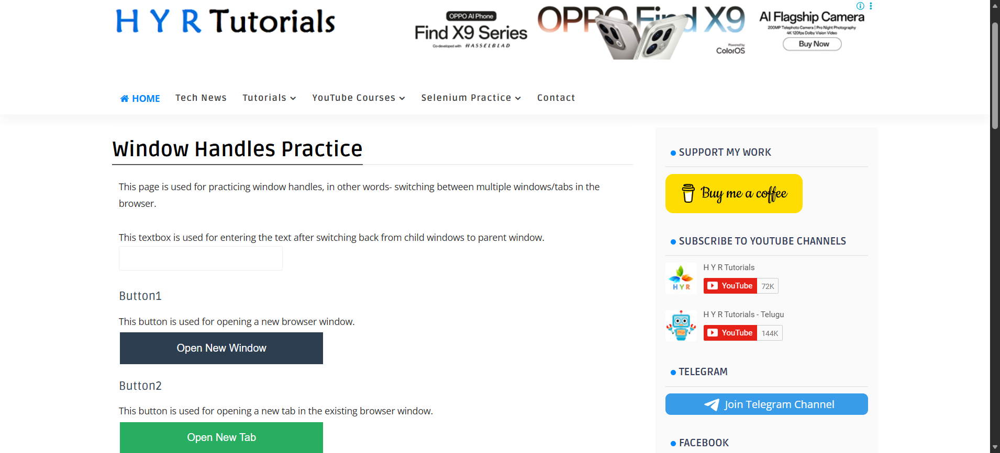 H Y R Tutorials
OPPO AI Phone
Find X9 Series
Co-developed with HASSELBLAD
OPPO Find X9
Powered by
ColorOS
AI Flagship Camera
200MP Telephoto Camera | Pro Night Photography
4K 120fps Dolby Vision Video
Buy Now
HOME
Tech News
Tutorials
YouTube Courses
Selenium Practice
Contact
Window Handles Practice
This page is used for practicing window handles, in other words- switching between multiple windows/tabs in the
browser.
This textbox is used for entering the text after switching back from child windows to parent window.
Button1
This button is used for opening a new browser window.
Open New Window
Button2
This button is used for opening a new tab in the existing browser window.
Open New Tab
SUPPORT MY WORK
Buy me a coffee
SUBSCRIBE TO YOUTUBE CHANNELS
H Y R Tutorials
HYR
YouTube 72K
H Y R Tutorials - Telugu
YouTube 144K
TELEGRAM
Join Telegram Channel
FACEBOOK